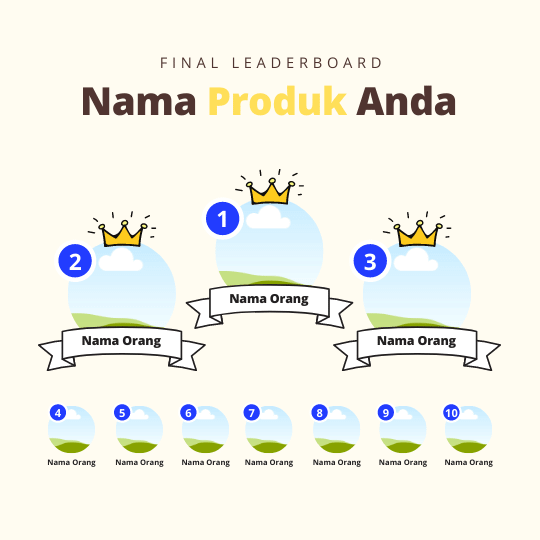 FINAL LEADERBOARD
Nama Produk Anda
1
Nama Orang
2
Nama Orang
3
Nama Orang
4
Nama Orang
5
Nama Orang
6
Nama Orang
7
Nama Orang
8
Nama Orang
9
Nama Orang
10
Nama Orang